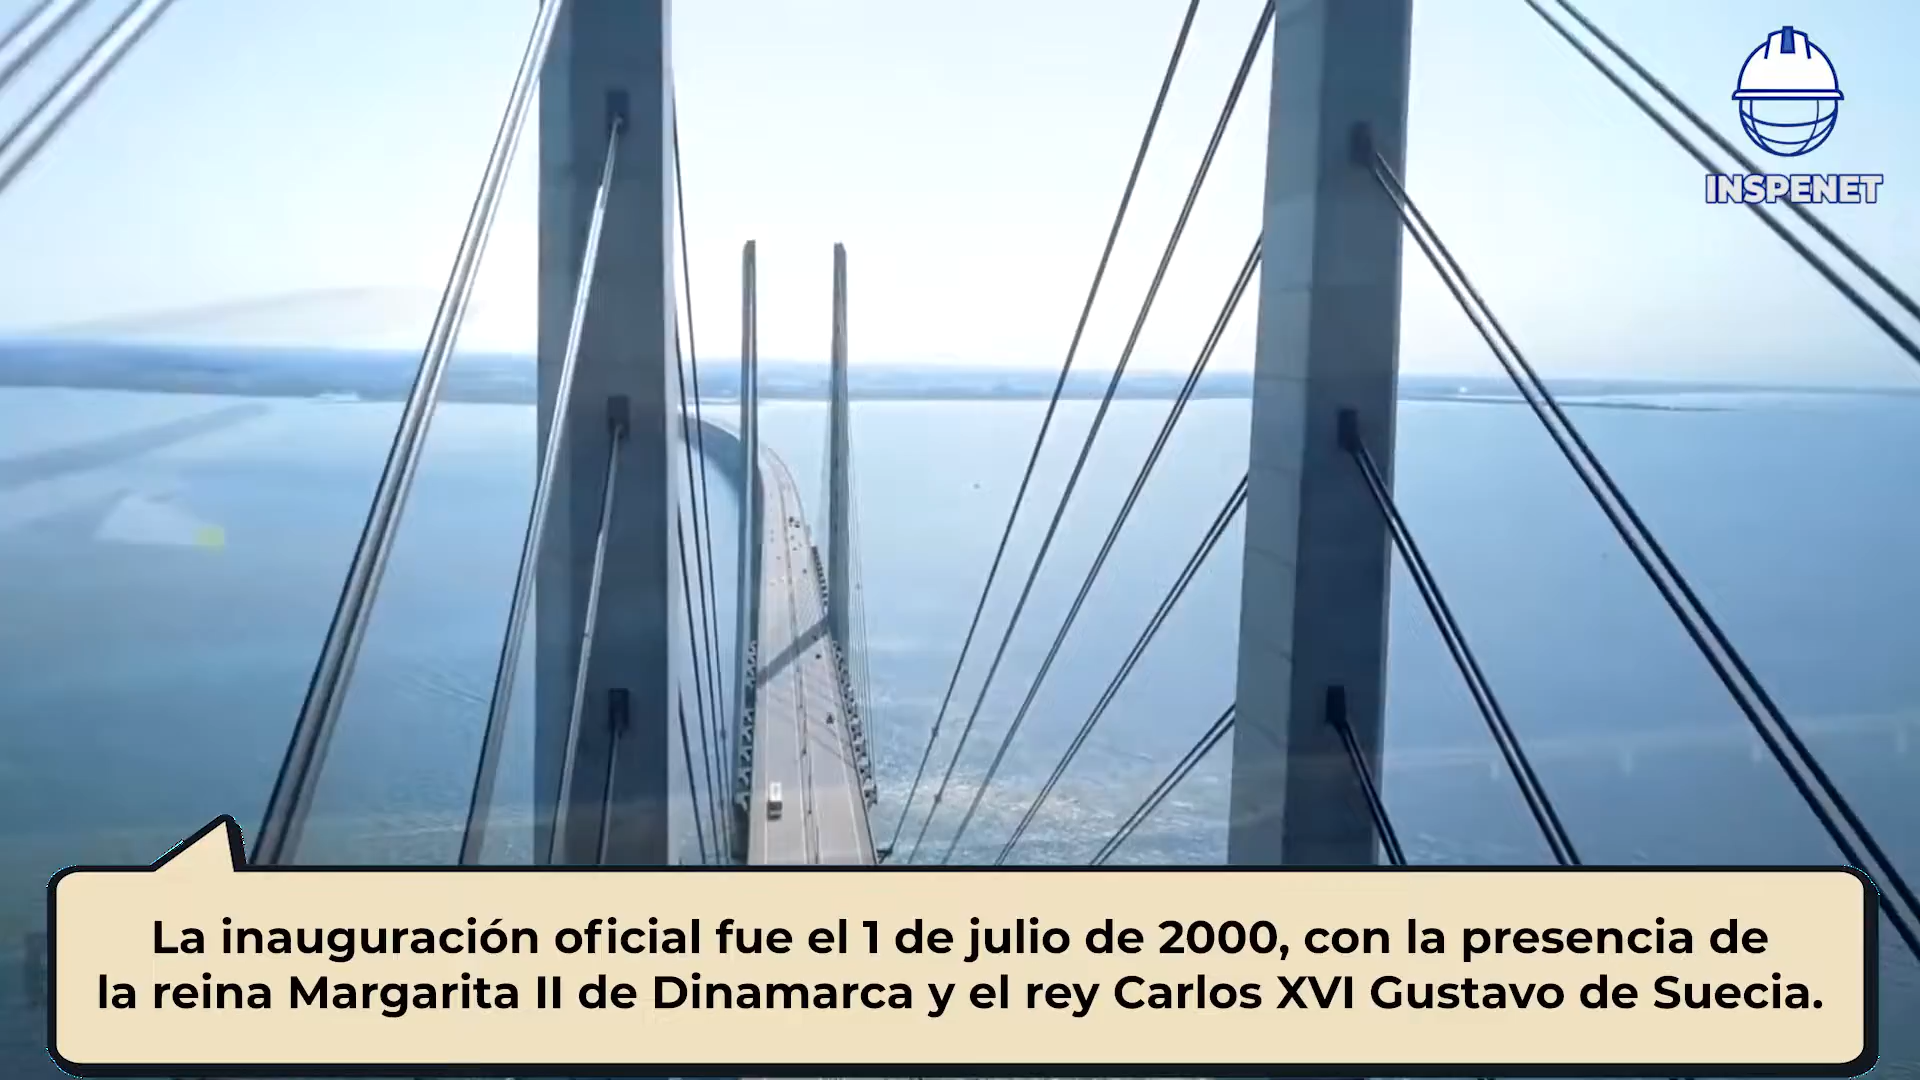 INSPENET
La inauguración oficial fue el 1 de julio de 2000, con la presencia de
la reina Margarita II de Dinamarca y el rey Carlos XVI Gustavo de Suecia.